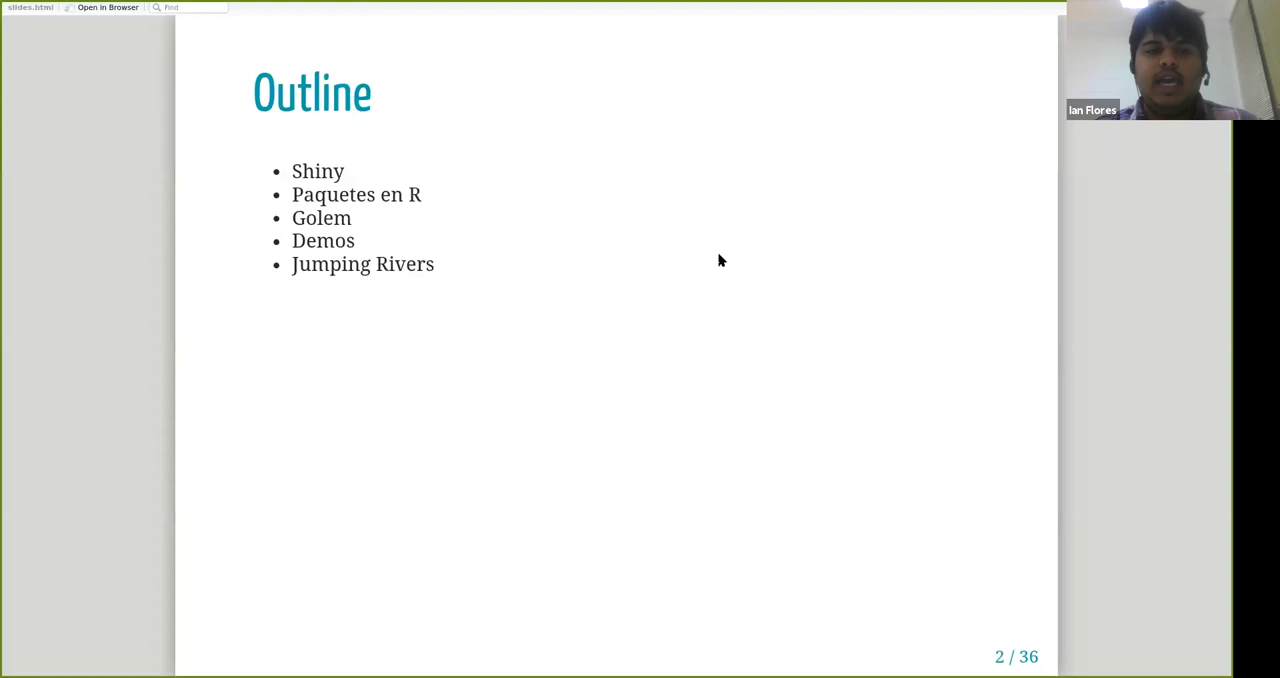 slides.html Open in Browser Find
Outline
Shiny
Paquetes en R
Golem
Demos
Jumping Rivers
2 / 36
Ian Flores